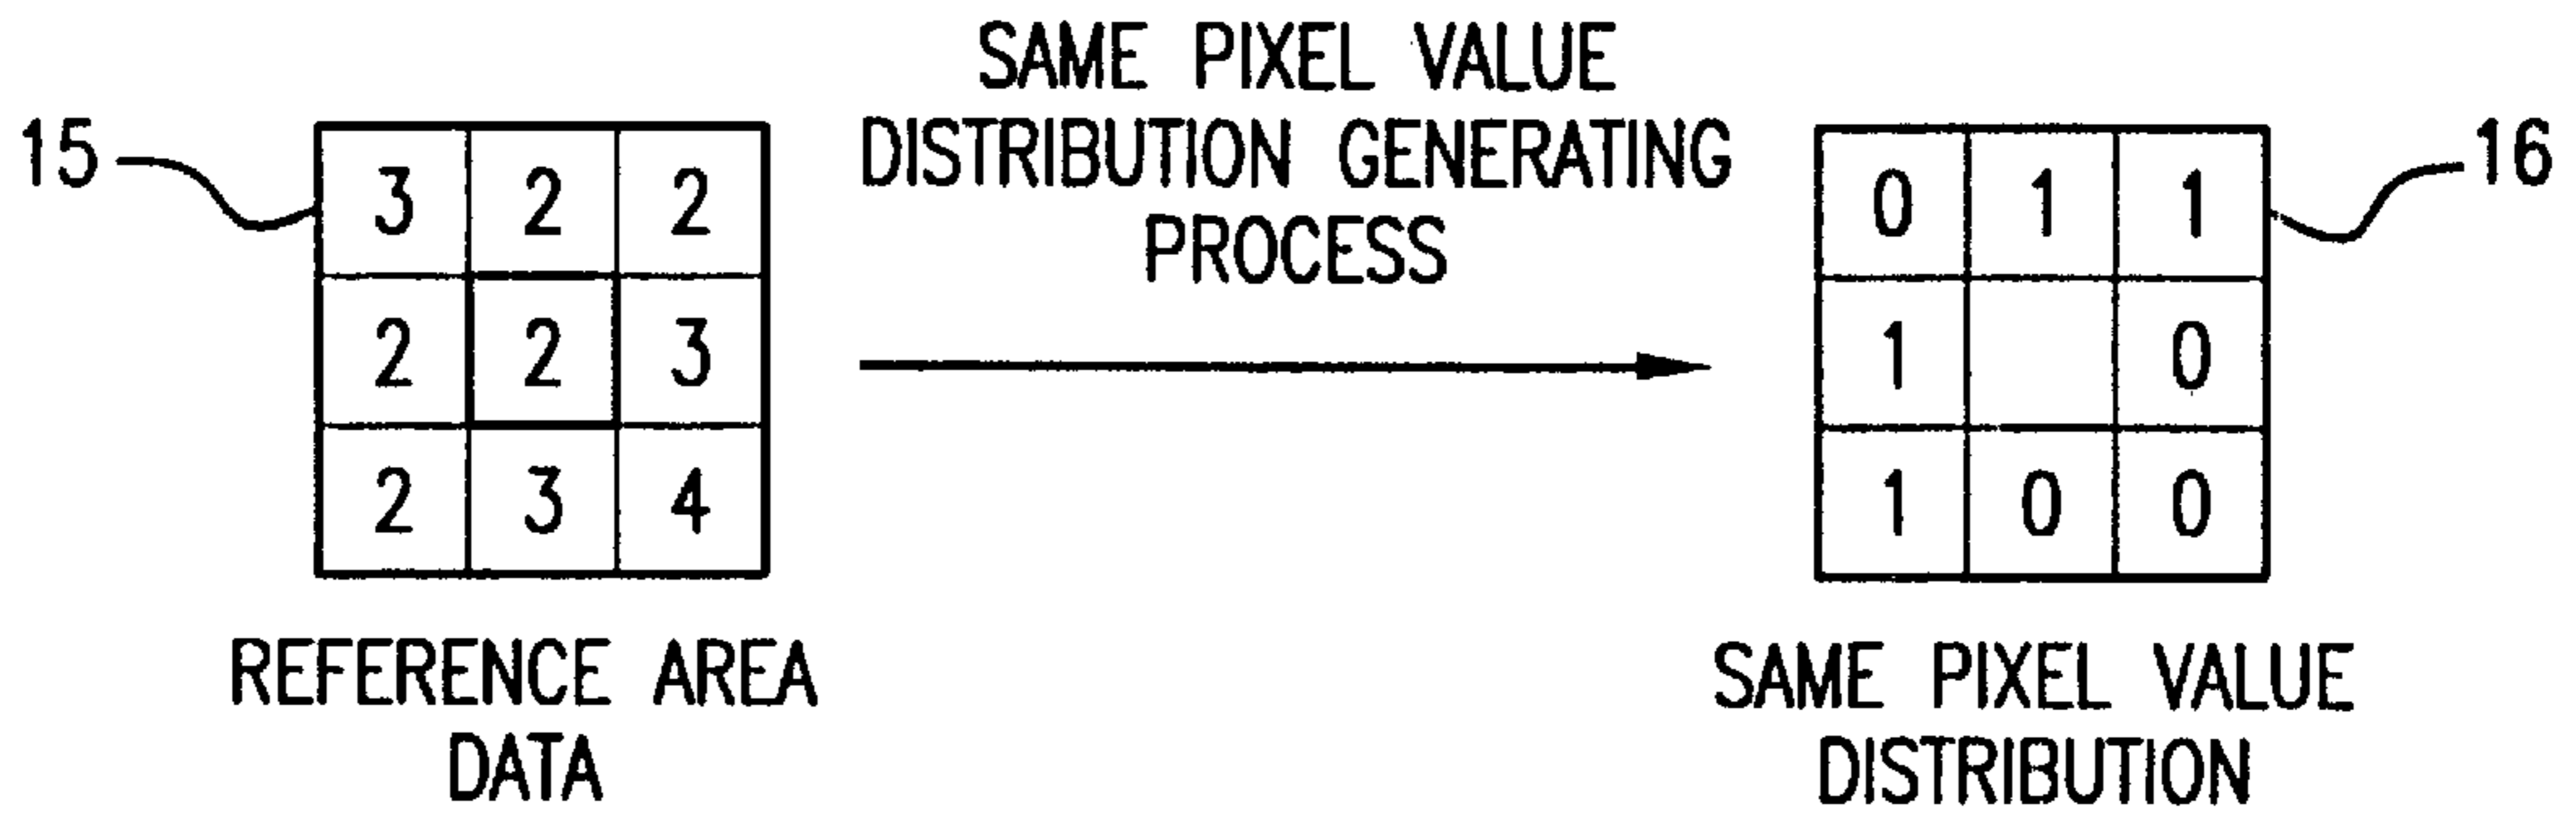 SAME PIXEL VALUE
DISTRIBUTION GENERATING
PROCESS
15
3 2 2
2 2 3
2 3 4
REFERENCE AREA
DATA
16
0 1 1
1 0
1 0 0
SAME PIXEL VALUE
DISTRIBUTION